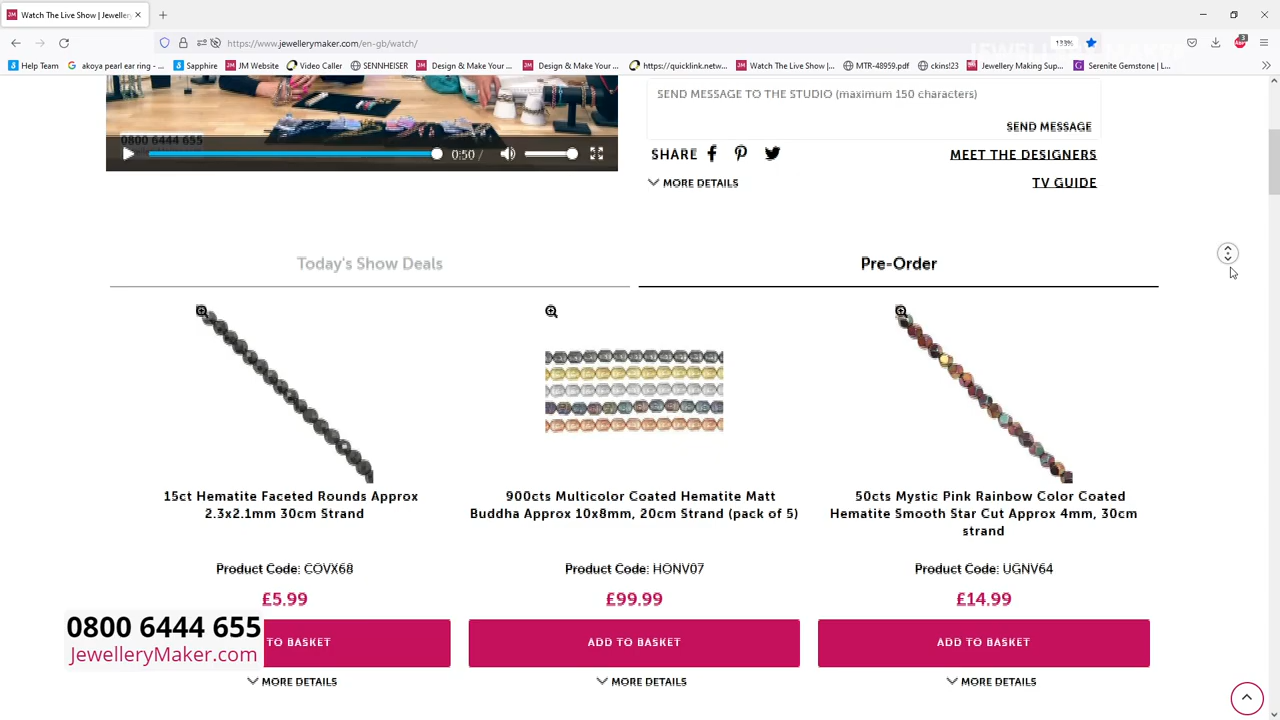 Watch The Live Show | Jeweller
https://www.jewellerymaker.com/en-gb/watch/
133%
3
Help Team
akoya pearl ear ring - ...
Sapphire
JM Website
Video Caller
SENNHEISER
Design & Make Your ...
Design & Make Your ...
https://quicklink.netw...
Watch The Live Show |...
MTR-48959.pdf
ekins!23
Jewellery Making Sup...
Serenite Gemstone | L...
SEND MESSAGE TO THE STUDIO (maximum 150 characters)
SEND MESSAGE
0800 6444 655
0:50 /
SHARE
MEET THE DESIGNERS
MORE DETAILS
TV GUIDE
Today's Show Deals
Pre-Order
15ct Hematite Faceted Rounds Approx
2.3x2.1mm 30cm Strand
Product Code: COVX68
£5.99
900cts Multicolor Coated Hematite Matt
Buddha Approx 10x8mm, 20cm Strand (pack of 5)
Product Code: HONV07
£99.99
ADD TO BASKET
50cts Mystic Pink Rainbow Color Coated
Hematite Smooth Star Cut Approx 4mm, 30cm
strand
Product Code: UGNV64
£14.99
ADD TO BASKET
0800 6444 655
JewelleryMaker.com
TO BASKET
MORE DETAILS
MORE DETAILS
MORE DETAILS